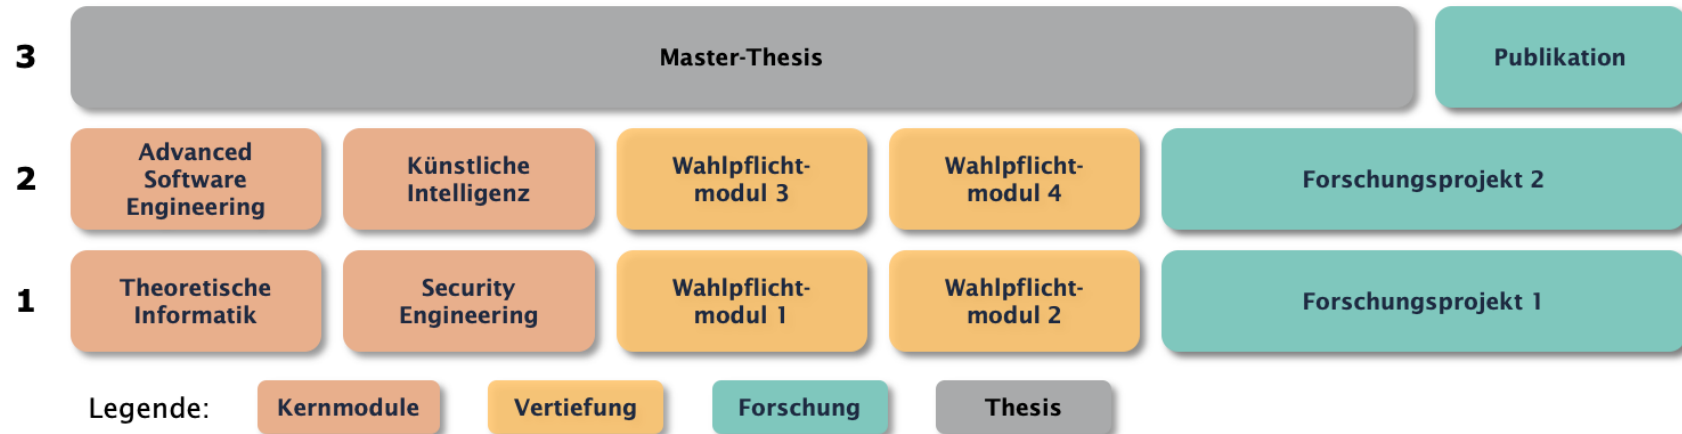 3
Master-Thesis
Publikation
2
Advanced
Software
Engineering
Künstliche
Intelligenz
Wahlpflicht-
modul 3
Wahlpflicht-
modul 4
Forschungsprojekt 2
1
Theoretische
Informatik
Security
Engineering
Wahlpflicht-
modul 1
Wahlpflicht-
modul 2
Forschungsprojekt 1
Legende:
Kernmodule
Vertiefung
Forschung
Thesis